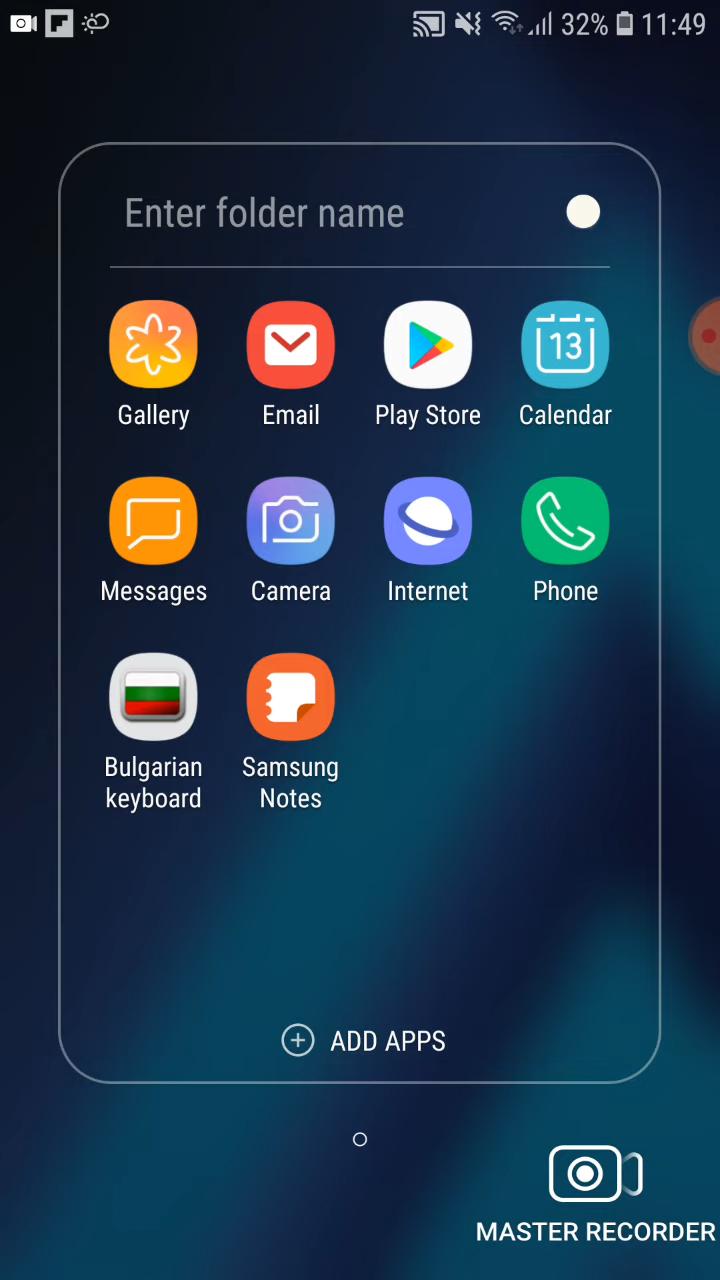 32% 11:49
Enter folder name
13
Gallery Email Play Store Calendar
Messages Camera Internet Phone
Bulgarian keyboard
Samsung Notes
ADD APPS
MASTER RECORDER